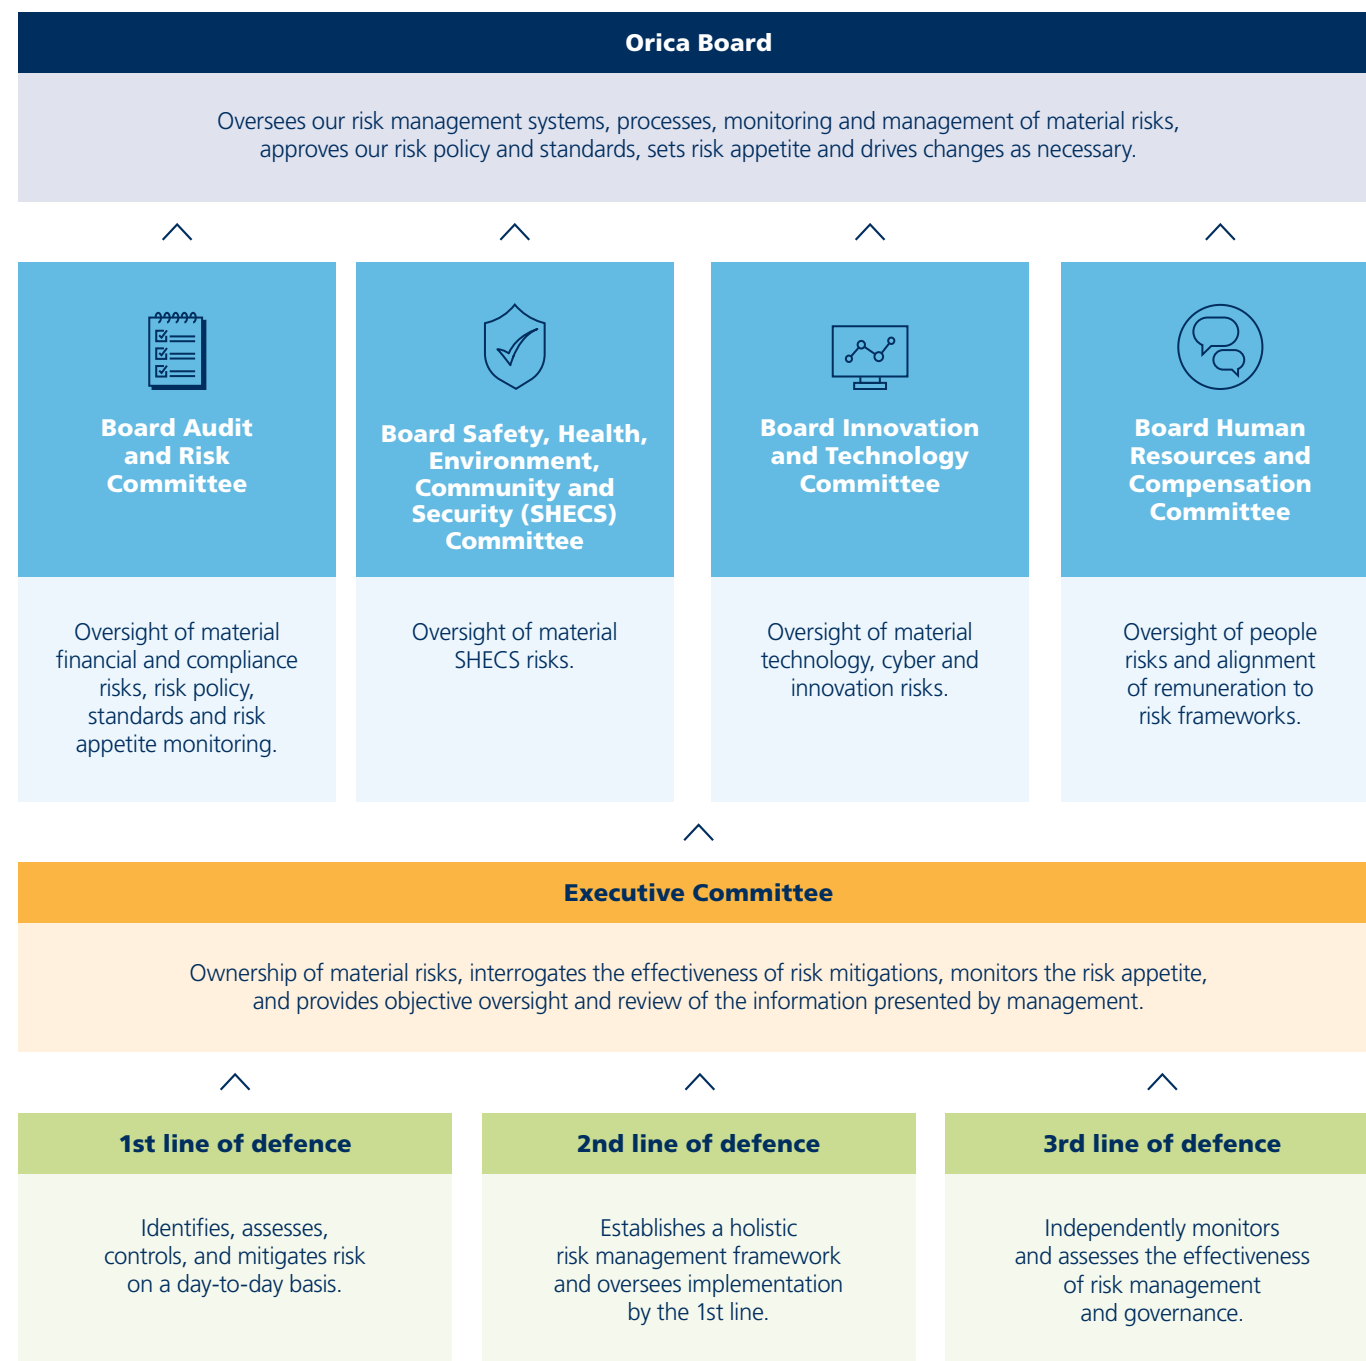 Orica Board
Oversees our risk management systems, processes, monitoring and management of material risks,
approves our risk policy and standards, sets risk appetite and drives changes as necessary.
Board Audit
and Risk
Committee
Oversight of material
financial and compliance
risks, risk policy,
standards and risk
appetite monitoring.
Board Safety, Health,
Environment,
Community and
Security (SHECS)
Committee
Oversight of material
SHECS risks.
Board Innovation
and Technology
Committee
Oversight of material
technology, cyber and
innovation risks.
Board Human
Resources and
Compensation
Committee
Oversight of people
risks and alignment
of remuneration to
risk frameworks.
Executive Committee
Ownership of material risks, interrogates the effectiveness of risk mitigations, monitors the risk appetite,
and provides objective oversight and review of the information presented by management.
1st line of defence
Identifies, assesses,
controls, and mitigates risk
on a day-to-day basis.
2nd line of defence
Establishes a holistic
risk management framework
and oversees implementation
by the 1st line.
3rd line of defence
Independently monitors
and assesses the effectiveness
of risk management
and governance.